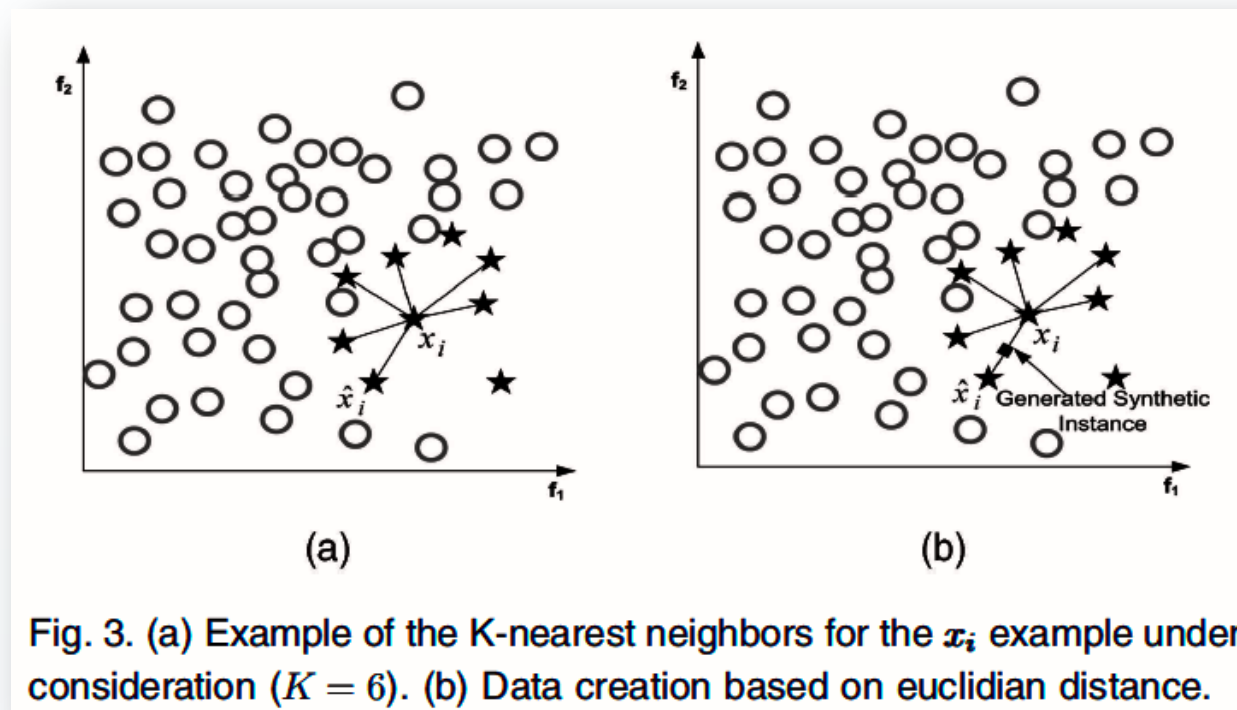 f₂
x_i
x̂_i
f₁
(a)
f₂
x_i
x̂_i
Generated Synthetic
Instance
f₁
(b)
Fig. 3. (a) Example of the K-nearest neighbors for the x_i example under
consideration (K = 6). (b) Data creation based on euclidian distance.